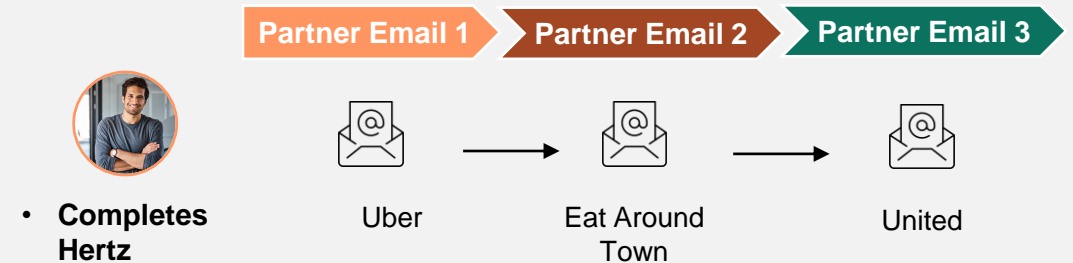 Partner Email 1
Partner Email 2
Partner Email 3
@
@
@
• Completes
Hertz
Uber
Eat Around
Town
United